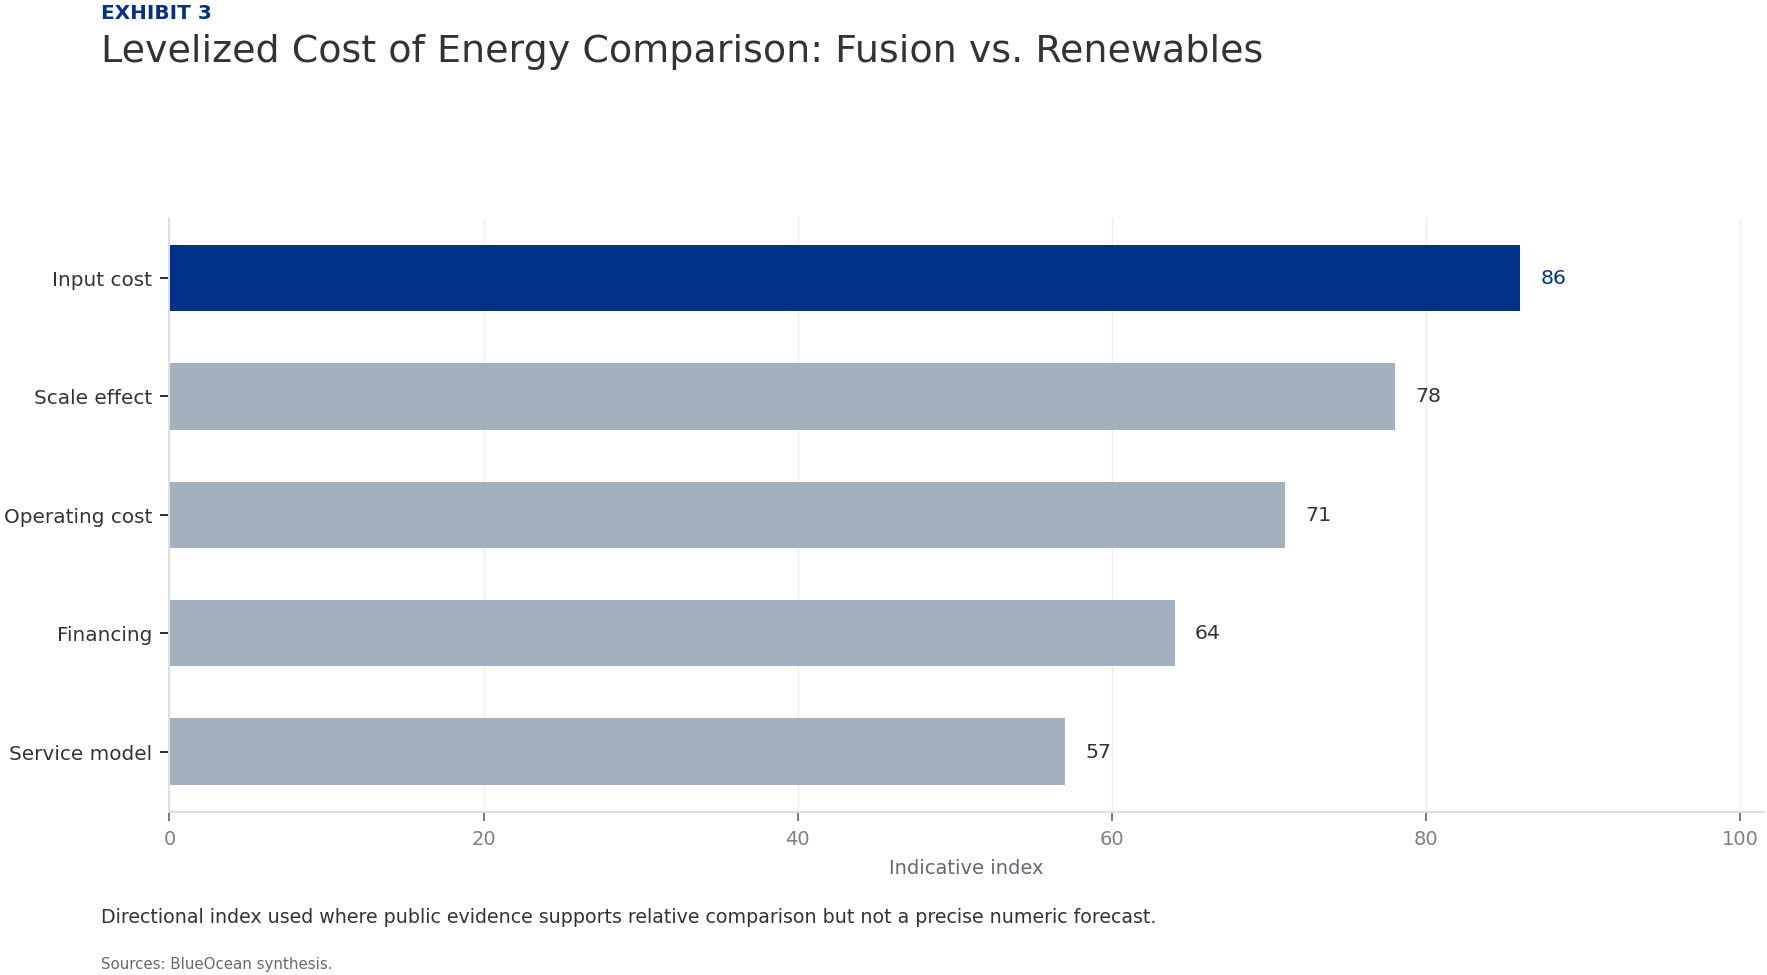 EXHIBIT 3
Levelized Cost of Energy Comparison: Fusion vs. Renewables
Input cost 86
Scale effect 78
Operating cost 71
Financing 64
Service model 57
0 20 40 60 80 100
Indicative index
Directional index used where public evidence supports relative comparison but not a precise numeric forecast.
Sources: BlueOcean synthesis.